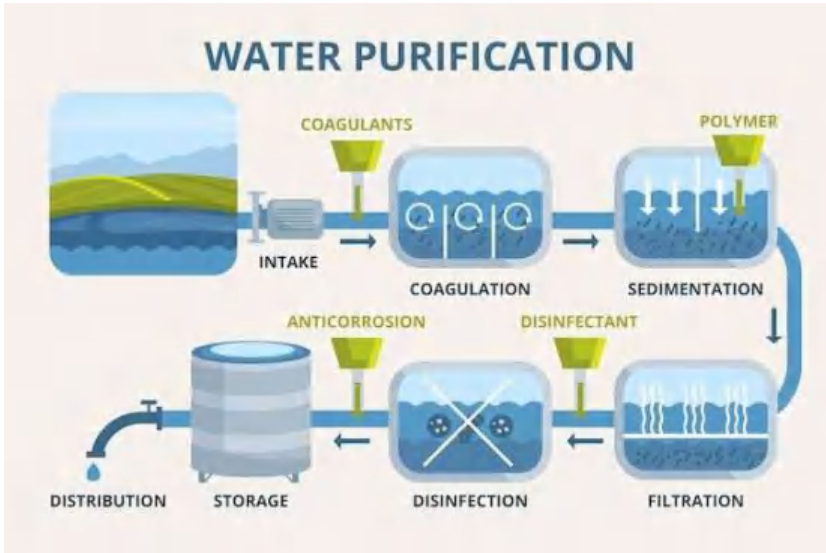 WATER PURIFICATION
COAGULANTS
POLYMER
INTAKE
COAGULATION
SEDIMENTATION
ANTICORROSION
DISINFECTANT
DISTRIBUTION
STORAGE
DISINFECTION
FILTRATION